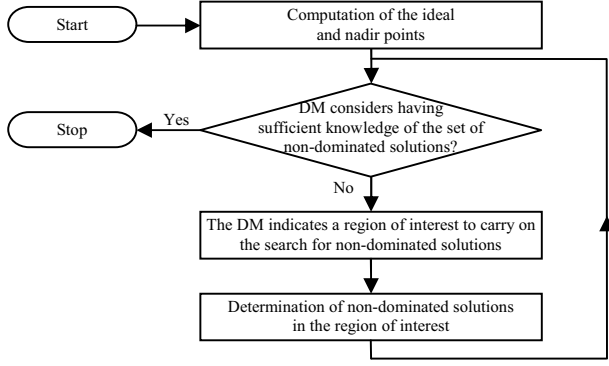 Start
Computation of the ideal
and nadir points
DM considers having
sufficient knowledge of the set of
non-dominated solutions?
Yes
Stop
No
The DM indicates a region of interest to carry on
the search for non-dominated solutions
Determination of non-dominated solutions
in the region of interest